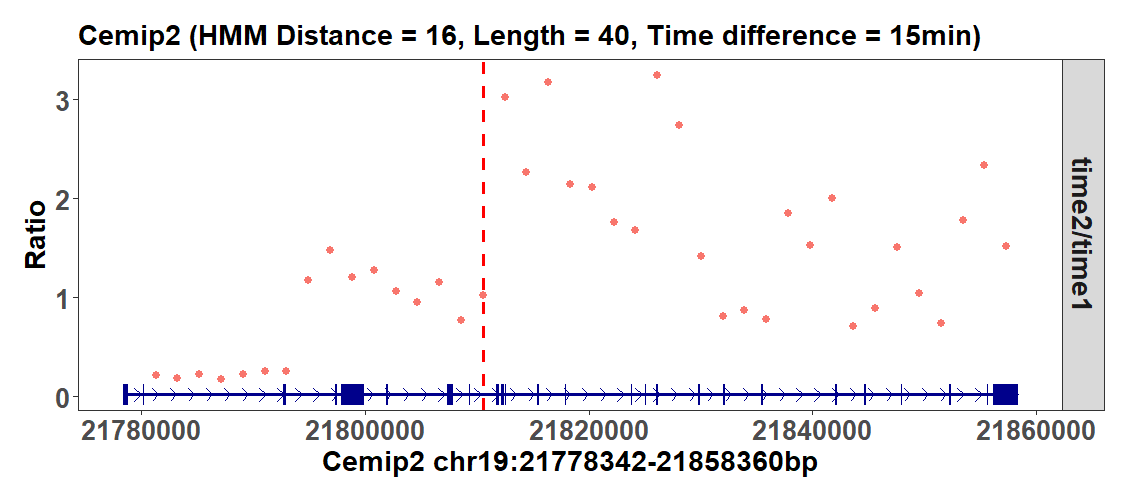 Cemip2 (HMM Distance = 16, Length = 40, Time difference = 15min)
3
2
1
0
Ratio
time2/time1
21780000 21800000 21820000 21840000 21860000
Cemip2 chr19:21778342-21858360bp